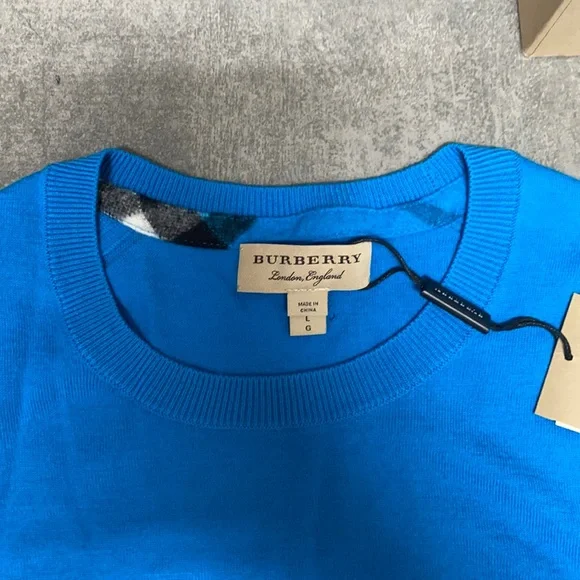 BURBERRY
London, England
MADE IN
CHINA
L
G
BURBERRY